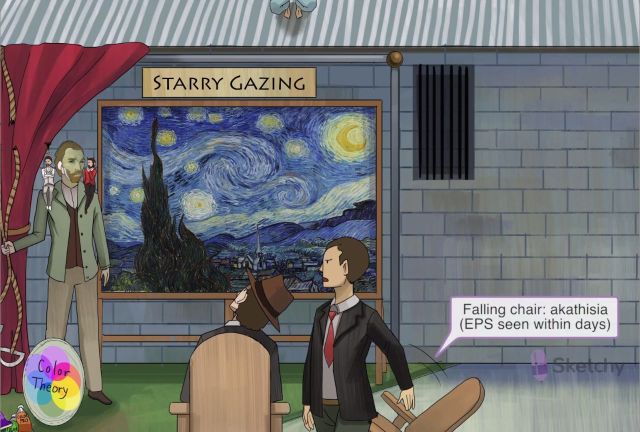 STARRY GAZING
Falling chair: akathisia
(EPS seen within days)
Sketchy
Color
Theory